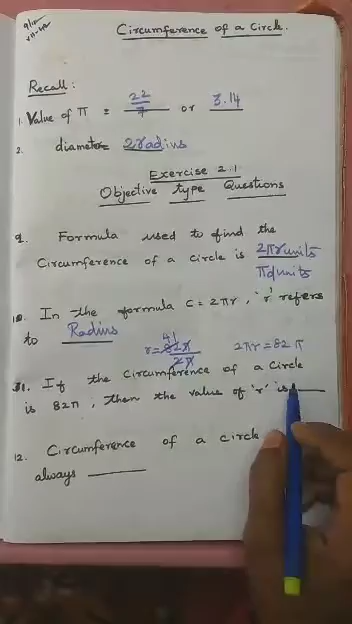 Circumference of a Circle.
Recall:
1. Value of π = 22/7 or 3.14
2. diameter = 2radius
Exercise 2.1
Objective type Questions
9. Formula used to find the
Circumference of a circle is 2πr units
πd units
10. In the formula C = 2πr, 'r' refers
to Radius
r = 82π/2π 41 2πr = 82π
11. If the Circumference of a Circle
is 82π, then the value of 'r' is
12. Circumference of a circle
always